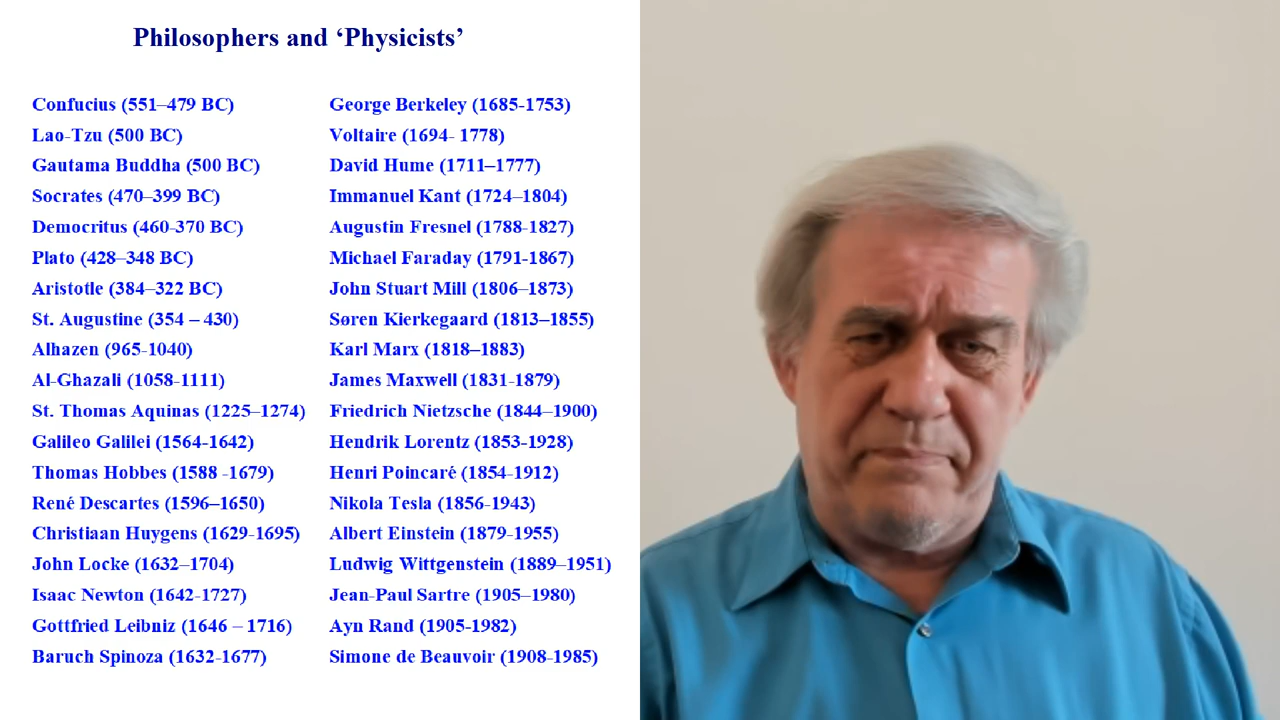 Philosophers and ‘Physicists’
Confucius (551–479 BC)
Lao-Tzu (500 BC)
Gautama Buddha (500 BC)
Socrates (470–399 BC)
Democritus (460-370 BC)
Plato (428–348 BC)
Aristotle (384–322 BC)
St. Augustine (354 – 430)
Alhazen (965-1040)
Al-Ghazali (1058-1111)
St. Thomas Aquinas (1225–1274)
Galileo Galilei (1564-1642)
Thomas Hobbes (1588 -1679)
René Descartes (1596–1650)
Christiaan Huygens (1629-1695)
John Locke (1632–1704)
Isaac Newton (1642-1727)
Gottfried Leibniz (1646 – 1716)
Baruch Spinoza (1632-1677)
George Berkeley (1685-1753)
Voltaire (1694- 1778)
David Hume (1711–1777)
Immanuel Kant (1724–1804)
Augustin Fresnel (1788-1827)
Michael Faraday (1791-1867)
John Stuart Mill (1806–1873)
Søren Kierkegaard (1813–1855)
Karl Marx (1818–1883)
James Maxwell (1831-1879)
Friedrich Nietzsche (1844–1900)
Hendrik Lorentz (1853-1928)
Henri Poincaré (1854-1912)
Nikola Tesla (1856-1943)
Albert Einstein (1879-1955)
Ludwig Wittgenstein (1889–1951)
Jean-Paul Sartre (1905–1980)
Ayn Rand (1905-1982)
Simone de Beauvoir (1908-1985)